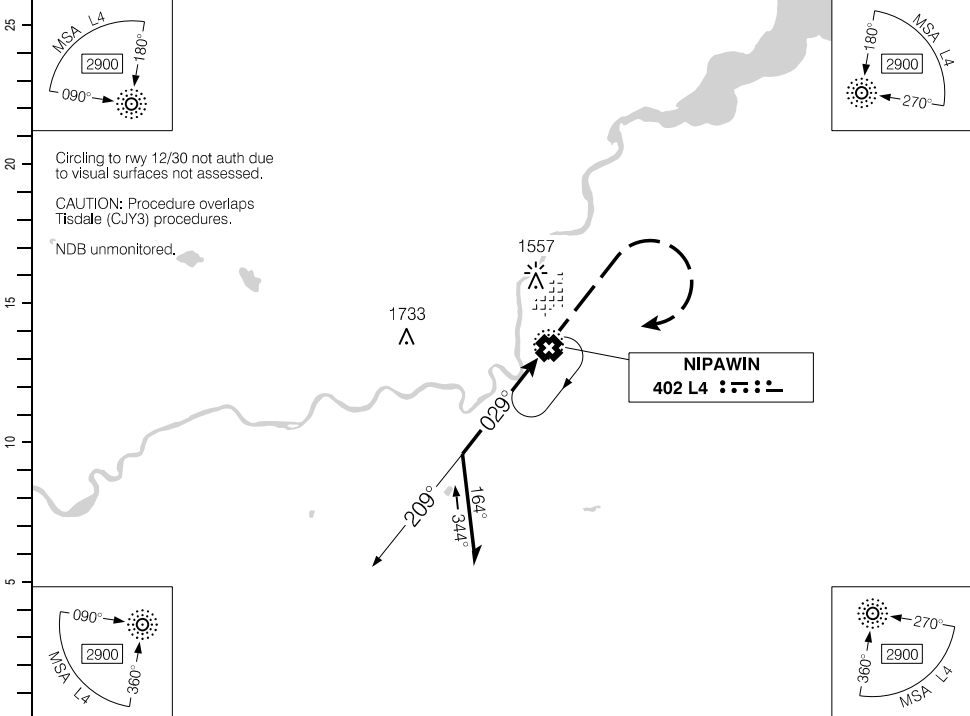 25
20
15
10
5
MSA L4
2900
180°
090°
MSA L4
2900
180°
270°
Circling to rwy 12/30 not auth due
to visual surfaces not assessed.
CAUTION: Procedure overlaps
Tisdale (CJY3) procedures.
NDB unmonitored.
1557
1733
NIPAWIN
402 L4
029°
209°
164°
344°
090°
2900
360°
MSA L4
270°
2900
360°
MSA L4